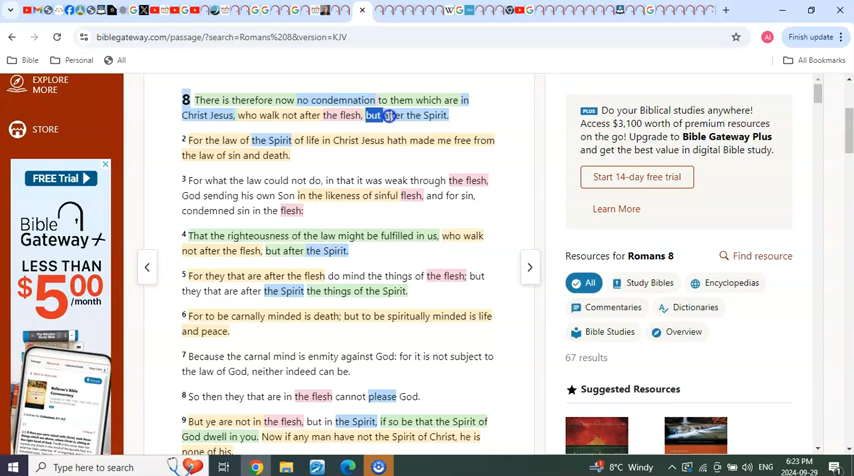 biblegateway.com/passage/?search=Romans%208&version=KJV
AI
Finish update
Bible
Personal
All
All Bookmarks
EXPLORE
MORE
STORE
FREE Trial
Bible
Gateway+
LESS THAN
$5.00
/month
8 There is therefore now no condemnation to them which are in
Christ Jesus, who walk not after the flesh, but after the Spirit.
2 For the law of the Spirit of life in Christ Jesus hath made me free from
the law of sin and death.
3 For what the law could not do, in that it was weak through the flesh,
God sending his own Son in the likeness of sinful flesh, and for sin,
condemned sin in the flesh:
4 That the righteousness of the law might be fulfilled in us, who walk
not after the flesh, but after the Spirit.
5 For they that are after the flesh do mind the things of the flesh; but
they that are after the Spirit the things of the Spirit.
6 For to be carnally minded is death; but to be spiritually minded is life
and peace.
7 Because the carnal mind is enmity against God: for it is not subject to
the law of God, neither indeed can be.
8 So then they that are in the flesh cannot please God.
9 But ye are not in the flesh, but in the Spirit, if so be that the Spirit of
God dwell in you. Now if any man have not the Spirit of Christ, he is
none of his.
PLUS Do your Biblical studies anywhere!
Access $3,100 worth of premium resources
on the go! Upgrade to Bible Gateway Plus
and get the best value in digital Bible study.
Start 14-day free trial
Learn More
Resources for Romans 8
Find resource
All
Study Bibles
Encyclopedias
Commentaries
Dictionaries
Bible Studies
Overview
67 results
Suggested Resources
Type here to search
8°C Windy
ENG
6:23 PM
2024-09-29